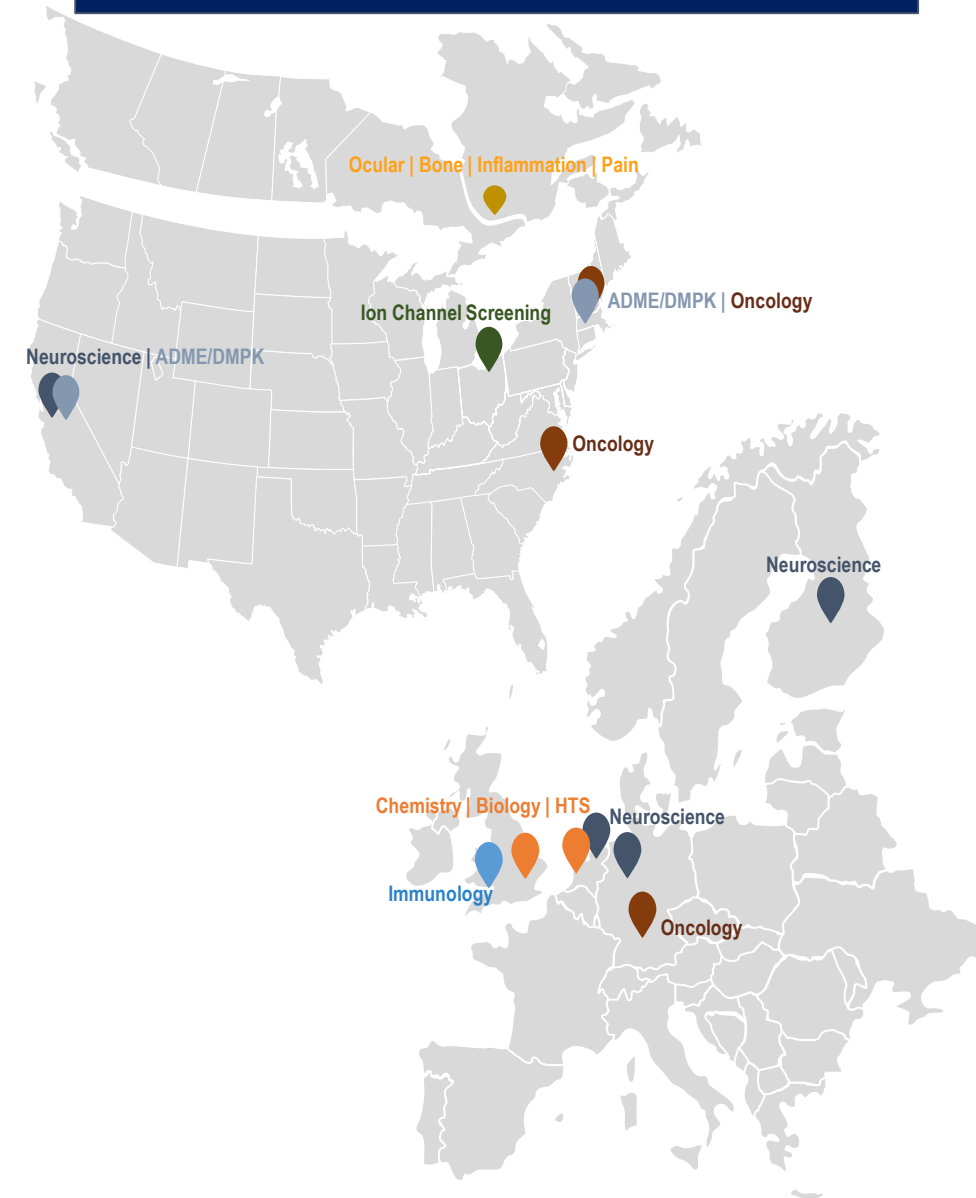 Ocular | Bone | Inflammation | Pain
ADME/DMPK | Oncology
Ion Channel Screening
Neuroscience | ADME/DMPK
Oncology
Neuroscience
Chemistry | Biology | HTS
Neuroscience
Immunology
Oncology